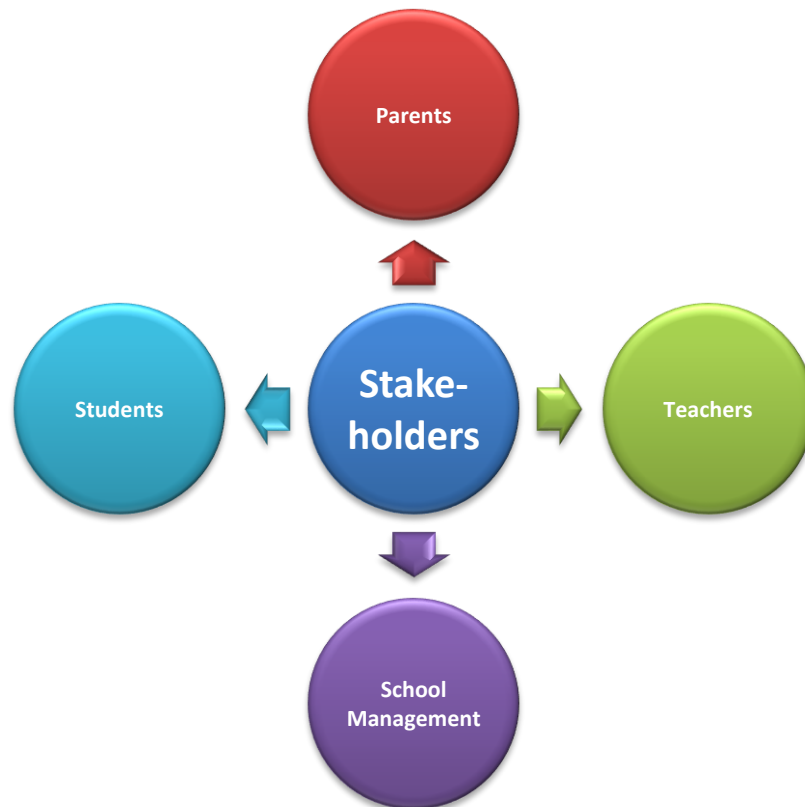 Parents
Students
Stake-
holders
Teachers
School
Management